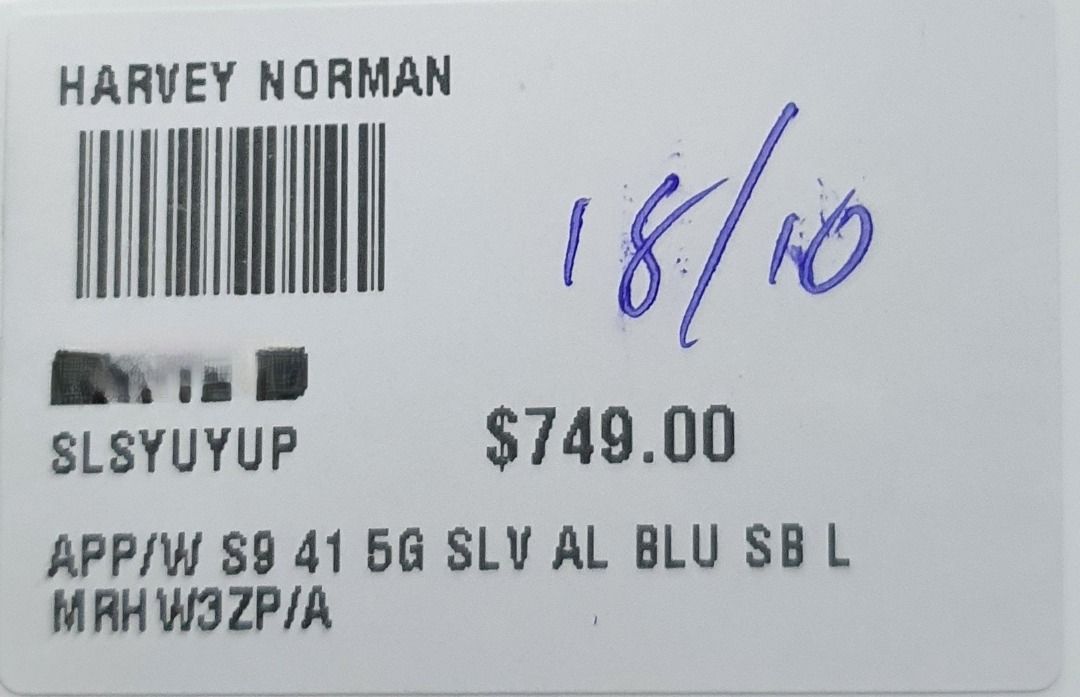 HARVEY NORMAN
18/10
SLSYUYUP
$749.00
APP/W S9 41 5G SLV AL BLU SB L
MRHW3ZP/A